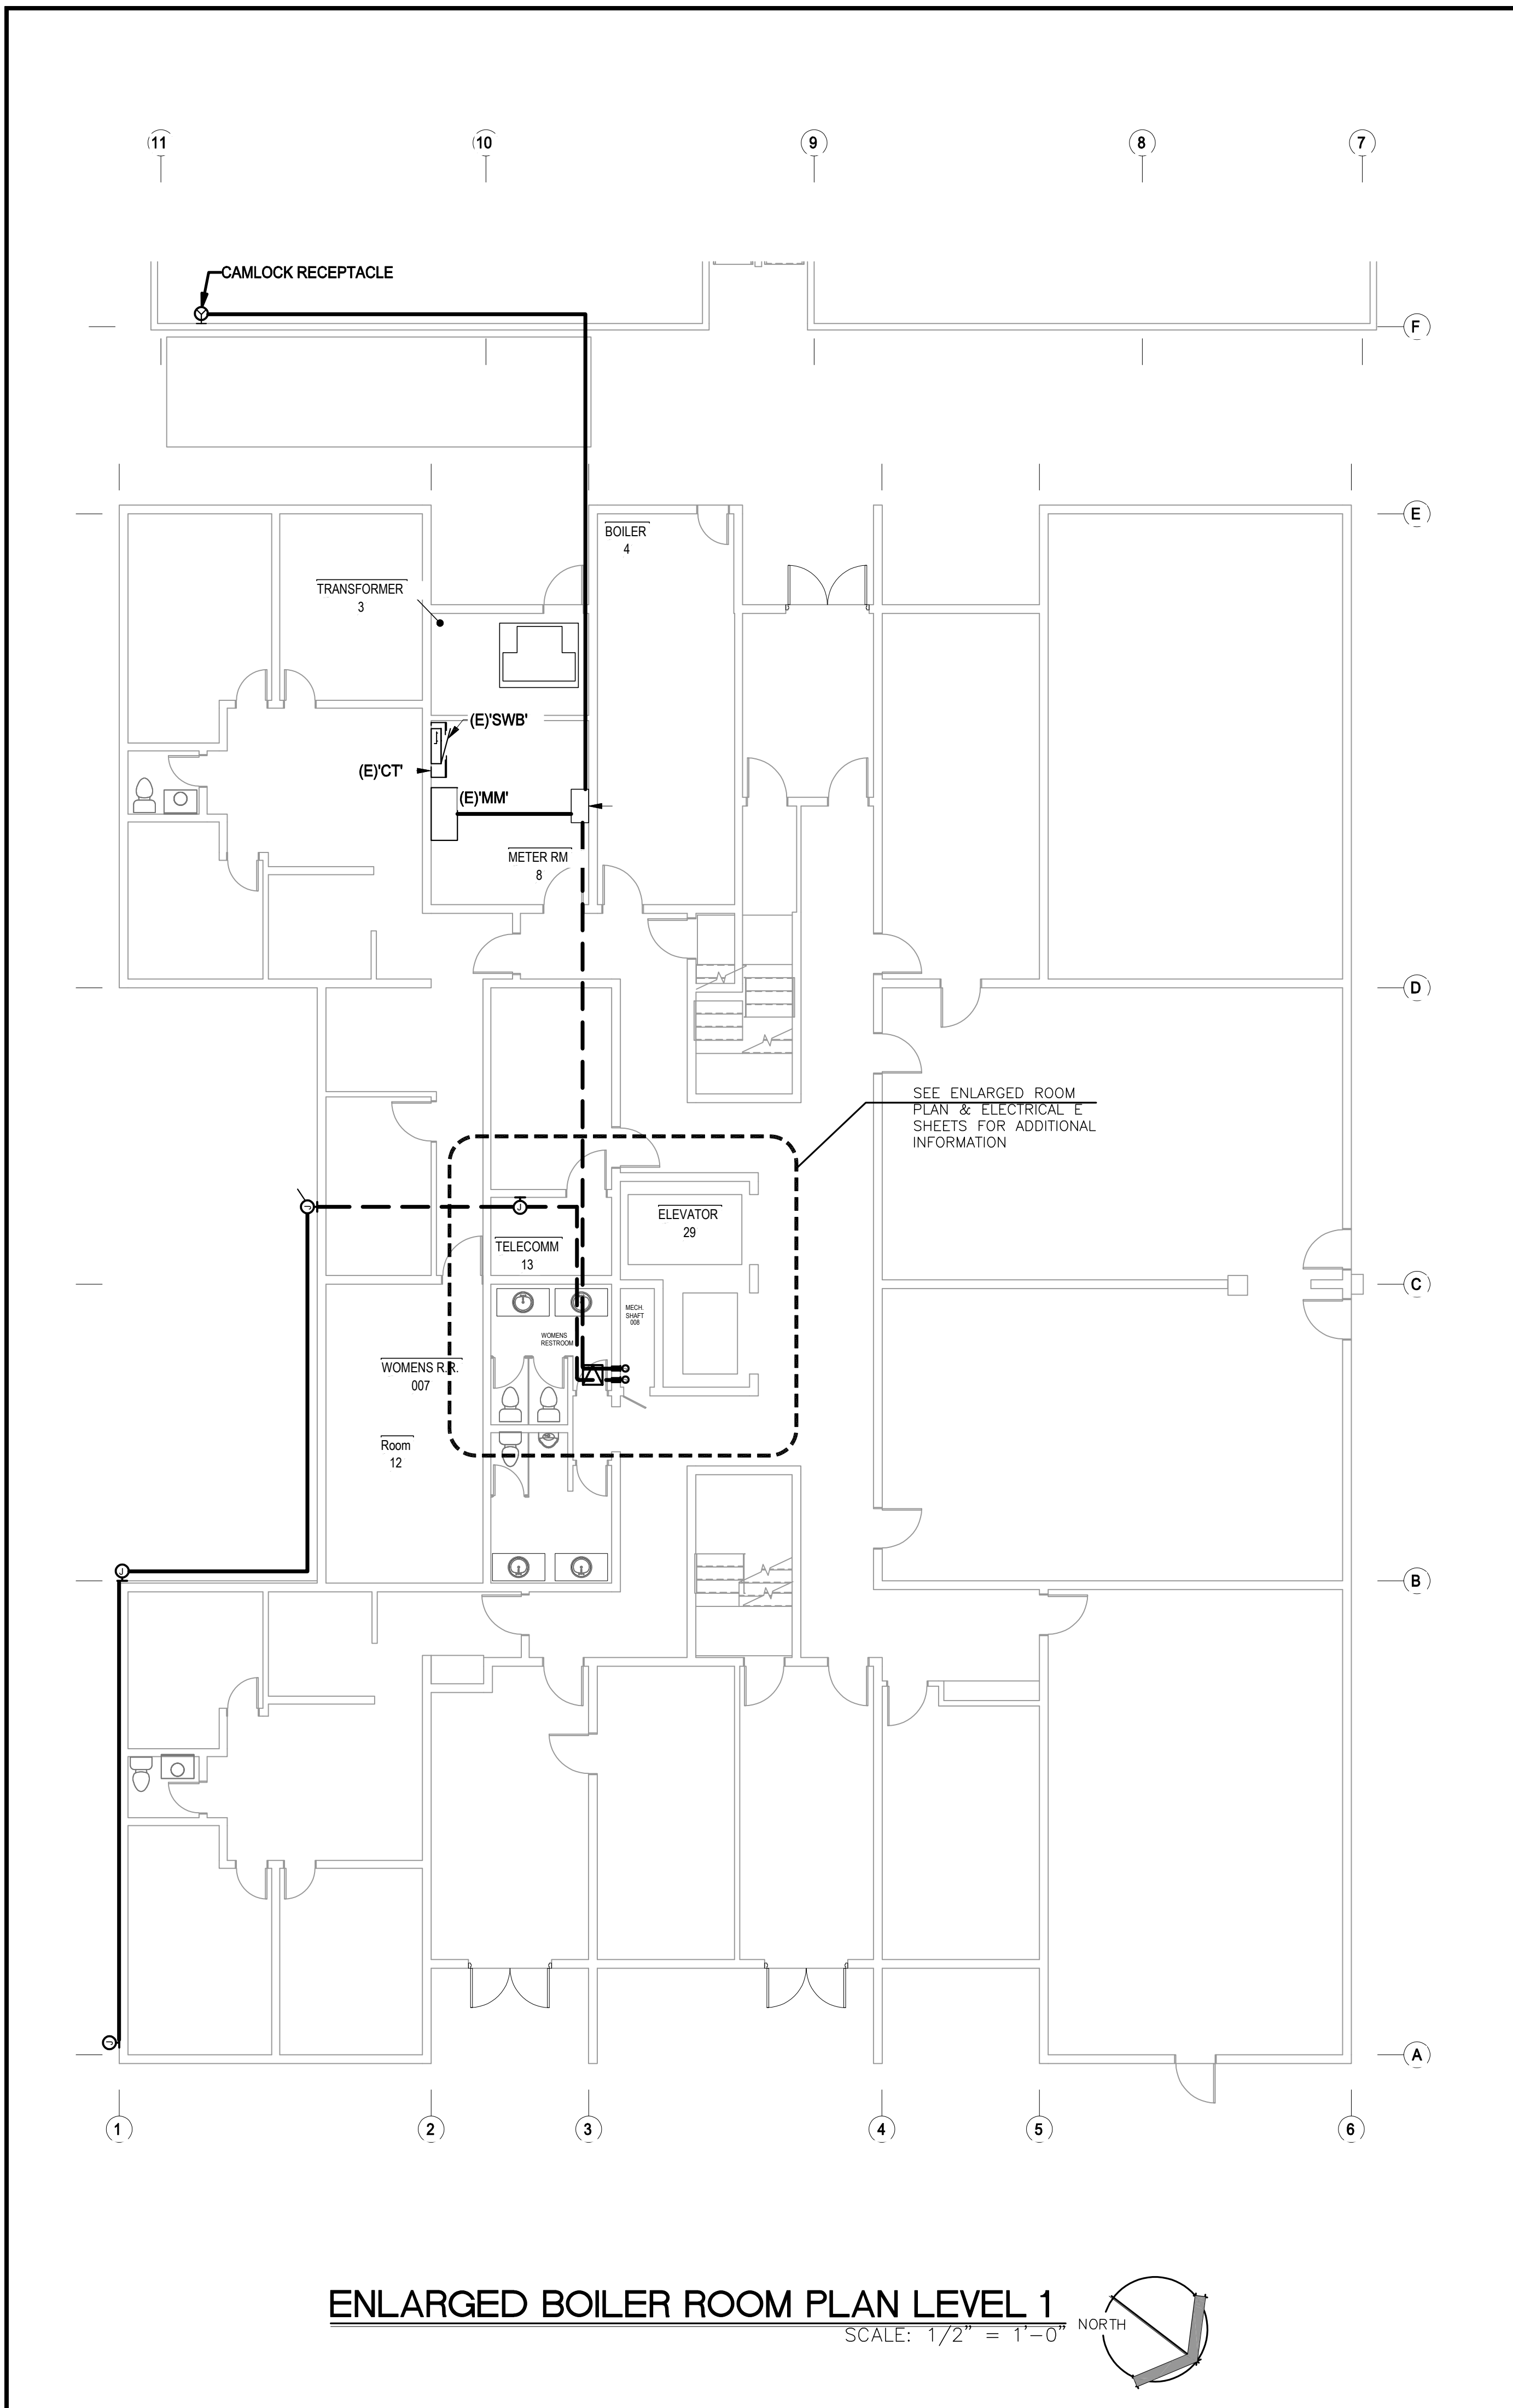 11
10
9
8
7
CAMLOCK RECEPTACLE
F
E
BOILER
4
TRANSFORMER
3
(E)'SWB'
(E)'CT'
(E)'MM'
METER RM
8
D
SEE ENLARGED ROOM
PLAN & ELECTRICAL E
SHEETS FOR ADDITIONAL
INFORMATION
J
J
ELEVATOR
29
TELECOMM
13
C
MECH.
SHAFT
008
WOMENS
RESTROOM
WOMENS R.R.
007
Room
12
J
B
J
A
1
2
3
4
5
6
ENLARGED BOILER ROOM PLAN LEVEL 1
SCALE: 1/2" = 1'-0"
NORTH